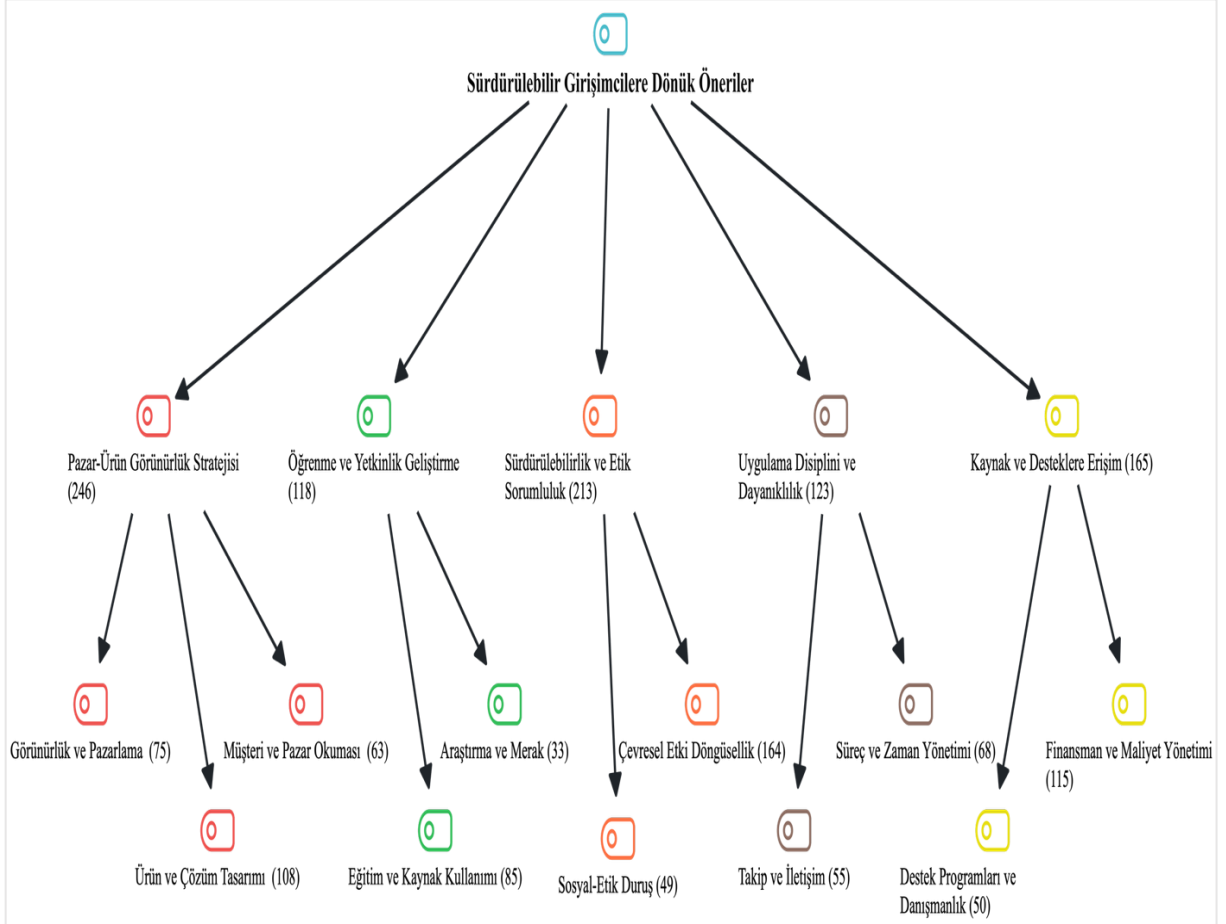 Sürdürülebilir Girişimcilere Dönük Öneriler
Pazar-Ürün Görünürlük Stratejisi
(246)
Öğrenme ve Yetkinlik Geliştirme
(118)
Sürdürülebilirlik ve Etik
Sorumluluk (213)
Uygulama Disiplini ve
Dayanıklılık (123)
Kaynak ve Desteklere Erişim (165)
Görünürlük ve Pazarlama (75)
Müşteri ve Pazar Okuması (63)
Araştırma ve Merak (33)
Çevresel Etki Döngüsellik (164)
Süreç ve Zaman Yönetimi (68)
Finansman ve Maliyet Yönetimi
(115)
Ürün ve Çözüm Tasarımı (108)
Eğitim ve Kaynak Kullanımı (85)
Sosyal-Etik Duruş (49)
Takip ve İletişim (55)
Destek Programları ve
Danışmanlık (50)